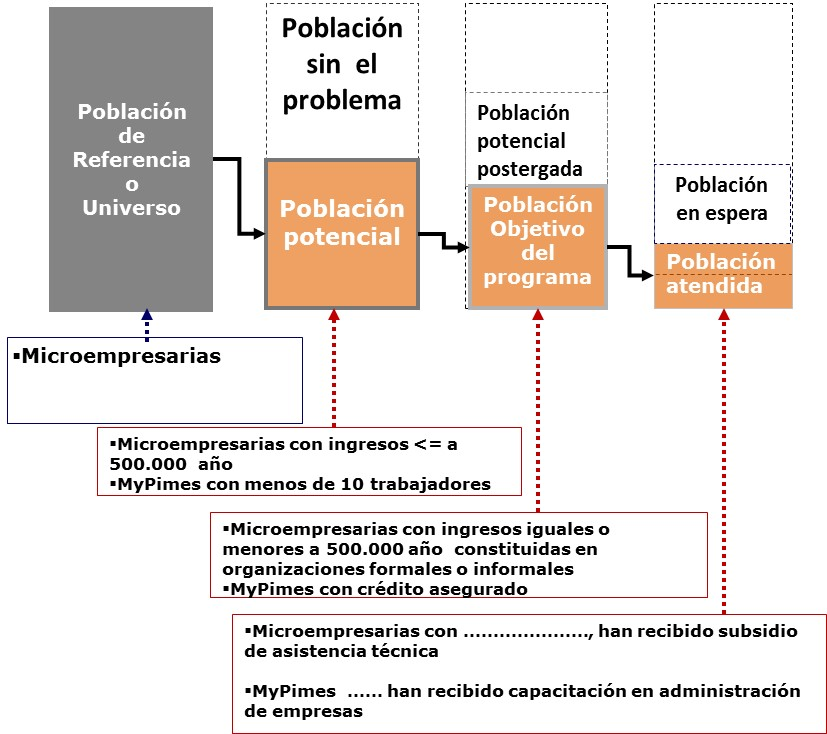 Población
de
Referencia
o
Universo
Población
sin el
problema
Población
potencial
Población
potencial
postergada
Población
Objetivo
del
programa
Población
en espera
Población
atendida
▪Microempresarias
▪Microempresarias con ingresos <= a
500.000 año
▪MyPimes con menos de 10 trabajadores
▪Microempresarias con ingresos iguales o
menores a 500.000 año constituidas en
organizaciones formales o informales
▪MyPimes con crédito asegurado
▪Microempresarias con ....................., han recibido subsidio
de asistencia técnica
▪MyPimes ...... han recibido capacitación en administración
de empresas